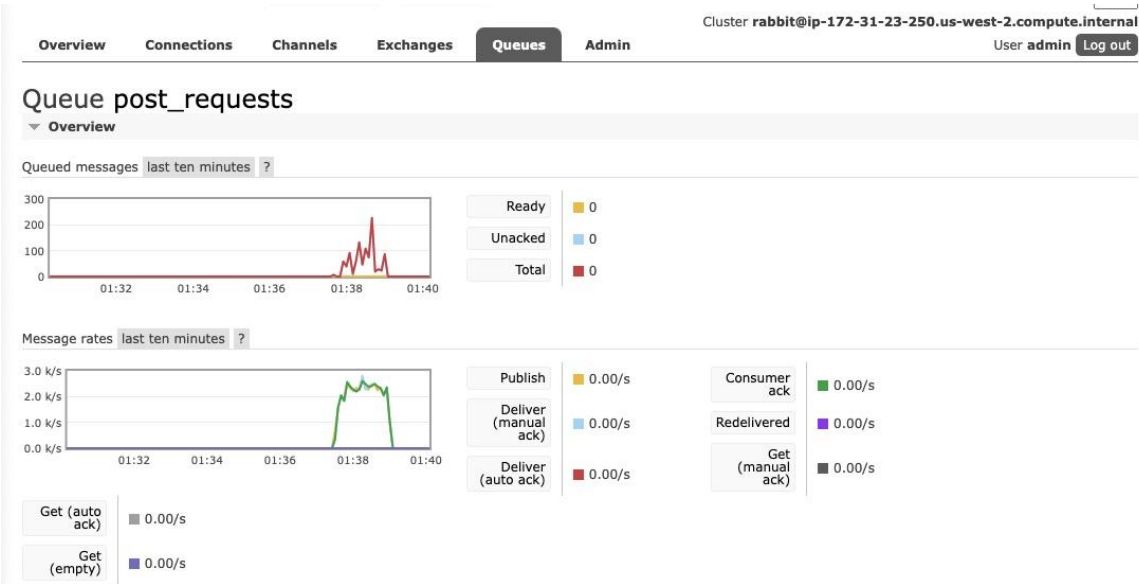 Cluster rabbit@ip-172-31-23-250.us-west-2.compute.internal
Overview Connections Channels Exchanges Queues Admin User admin Log out
Queue post_requests
Overview
Queued messages last ten minutes ?
300
200
100
0
01:32 01:34 01:36 01:38 01:40
Ready 0
Unacked 0
Total 0
Message rates last ten minutes ?
3.0 k/s
2.0 k/s
1.0 k/s
0.0 k/s
01:32 01:34 01:36 01:38 01:40
Publish 0.00/s
Deliver
(manual 0.00/s
ack)
Deliver
(auto ack) 0.00/s
Consumer
ack 0.00/s
Redelivered 0.00/s
Get
(manual 0.00/s
ack)
Get (auto
ack) 0.00/s
Get
(empty) 0.00/s